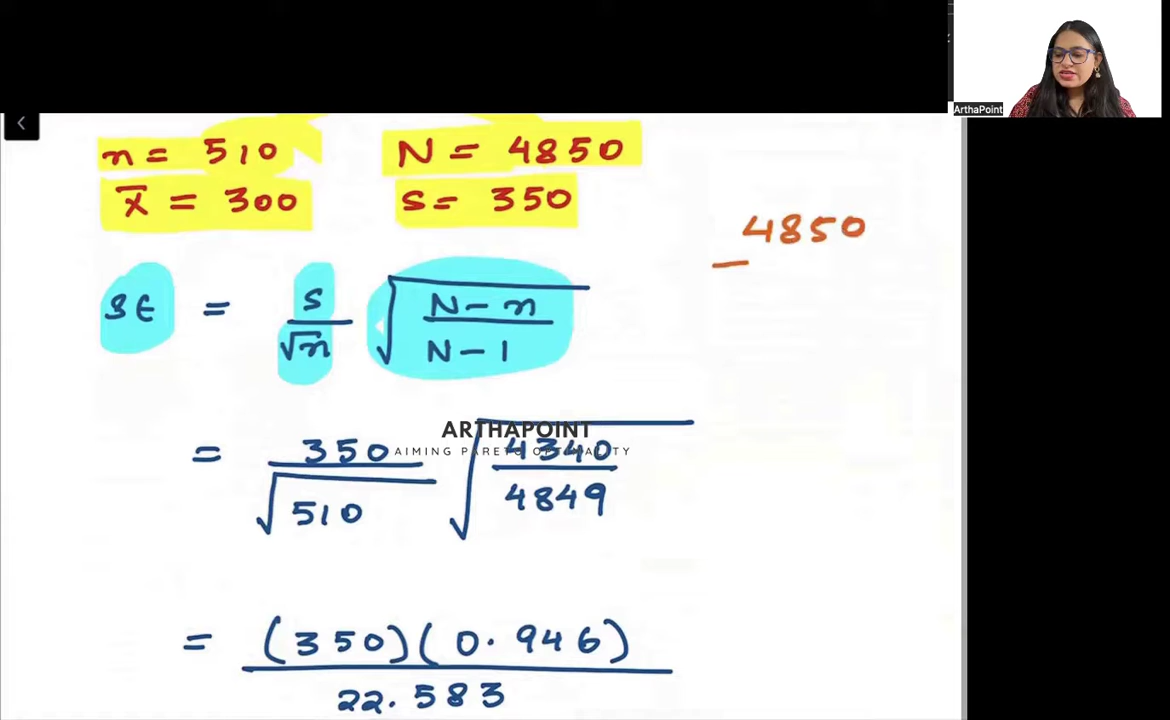 ArthaPoint
n = 510 N = 4850
x̄ = 300 s = 350
4850
−
SE = s/√n √((N − n)/(N − 1))
ARTHAPOINT
AIMING PARETO OPTIMALITY
= 350/√510 √(4340/4849)
= (350)(0.946)/22.583